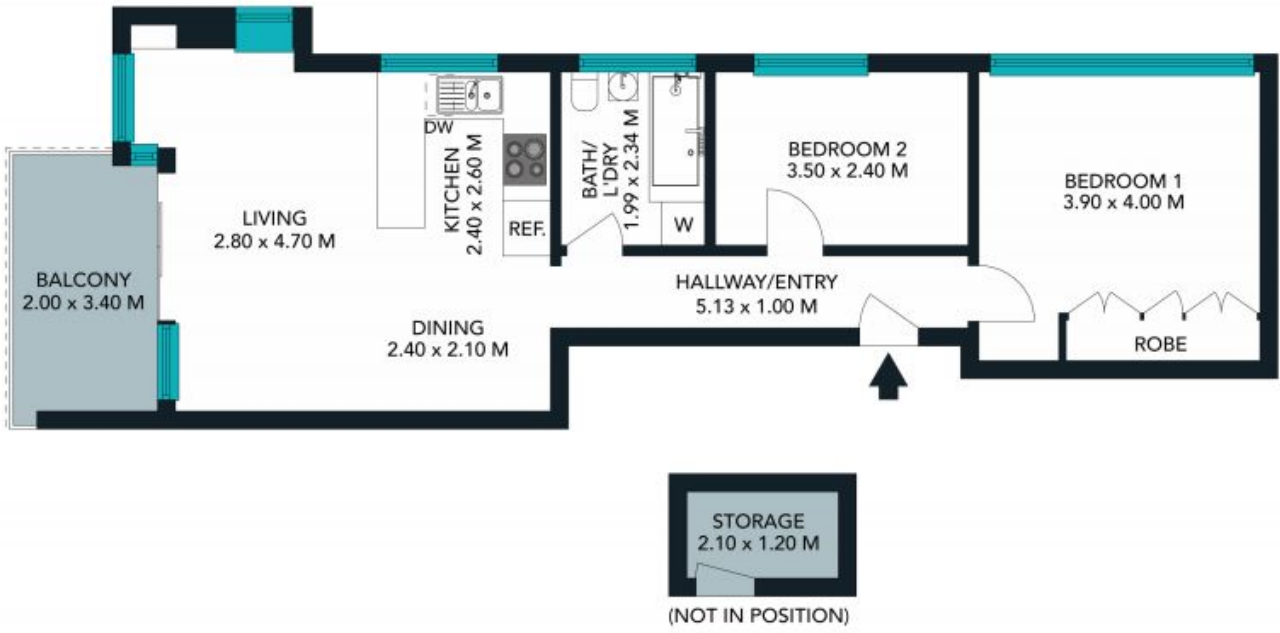 BALCONY
2.00 x 3.40 M
LIVING
2.80 x 4.70 M
DW
KITCHEN
2.40 x 2.60 M
REF.
DINING
2.40 x 2.10 M
BATH/
L'DRY
1.99 x 2.34 M
W
BEDROOM 2
3.50 x 2.40 M
BEDROOM 1
3.90 x 4.00 M
HALLWAY/ENTRY
5.13 x 1.00 M
ROBE
STORAGE
2.10 x 1.20 M
(NOT IN POSITION)